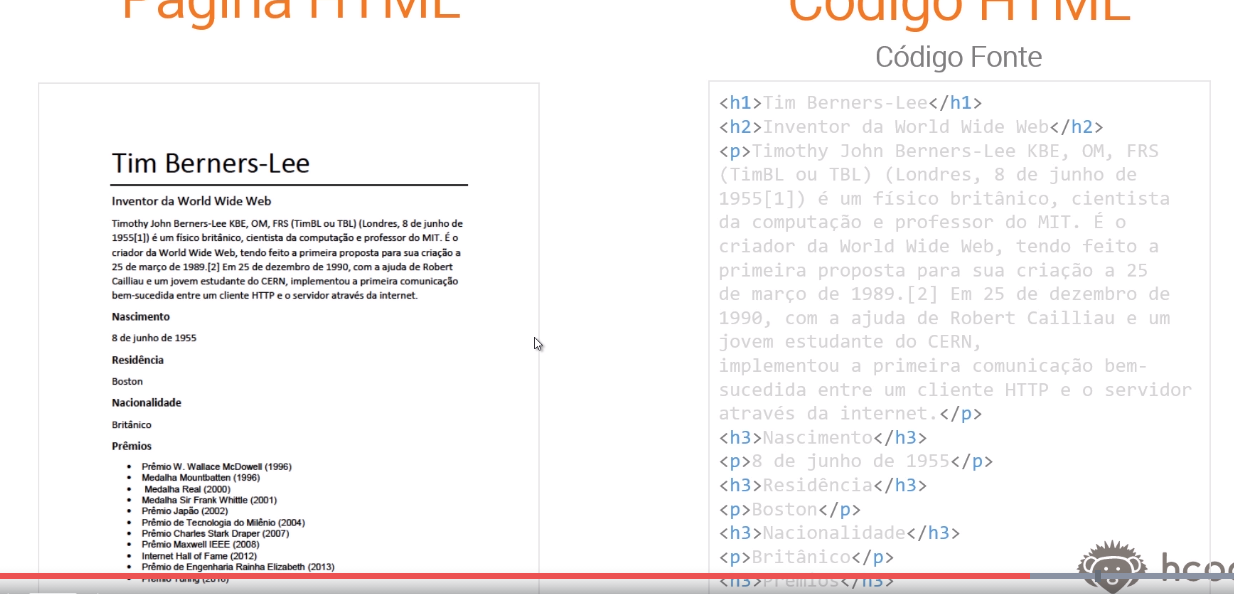 Página HTML
Tim Berners-Lee
Inventor da World Wide Web
Timothy John Berners-Lee KBE, OM, FRS (TimBL ou TBL) (Londres, 8 de junho de
1955[1]) é um físico britânico, cientista da computação e professor do MIT. É o
criador da World Wide Web, tendo feito a primeira proposta para sua criação a
25 de março de 1989.[2] Em 25 de dezembro de 1990, com a ajuda de Robert
Cailliau e um jovem estudante do CERN, implementou a primeira comunicação
bem-sucedida entre um cliente HTTP e o servidor através da internet.
Nascimento
8 de junho de 1955
Residência
Boston
Nacionalidade
Britânico
Prêmios
• Prêmio W. Wallace McDowell (1996)
• Medalha Mountbatten (1996)
• Medalha Real (2000)
• Medalha Sir Frank Whittle (2001)
• Prêmio Japão (2002)
• Prêmio de Tecnologia do Milênio (2004)
• Prêmio Charles Stark Draper (2007)
• Prêmio Maxwell IEEE (2008)
• Internet Hall of Fame (2012)
• Prêmio de Engenharia Rainha Elizabeth (2013)
• Prêmio Turing (2016)
Código HTML
Código Fonte
<h1>Tim Berners-Lee</h1>
<h2>Inventor da World Wide Web</h2>
<p>Timothy John Berners-Lee KBE, OM, FRS
(TimBL ou TBL) (Londres, 8 de junho de
1955[1]) é um físico britânico, cientista
da computação e professor do MIT. É o
criador da World Wide Web, tendo feito a
primeira proposta para sua criação a 25
de março de 1989.[2] Em 25 de dezembro de
1990, com a ajuda de Robert Cailliau e um
jovem estudante do CERN,
implementou a primeira comunicação bem-
sucedida entre um cliente HTTP e o servidor
através da internet.</p>
<h3>Nascimento</h3>
<p>8 de junho de 1955</p>
<h3>Residência</h3>
<p>Boston</p>
<h3>Nacionalidade</h3>
<p>Britânico</p>
<h3>Prêmios</h3>